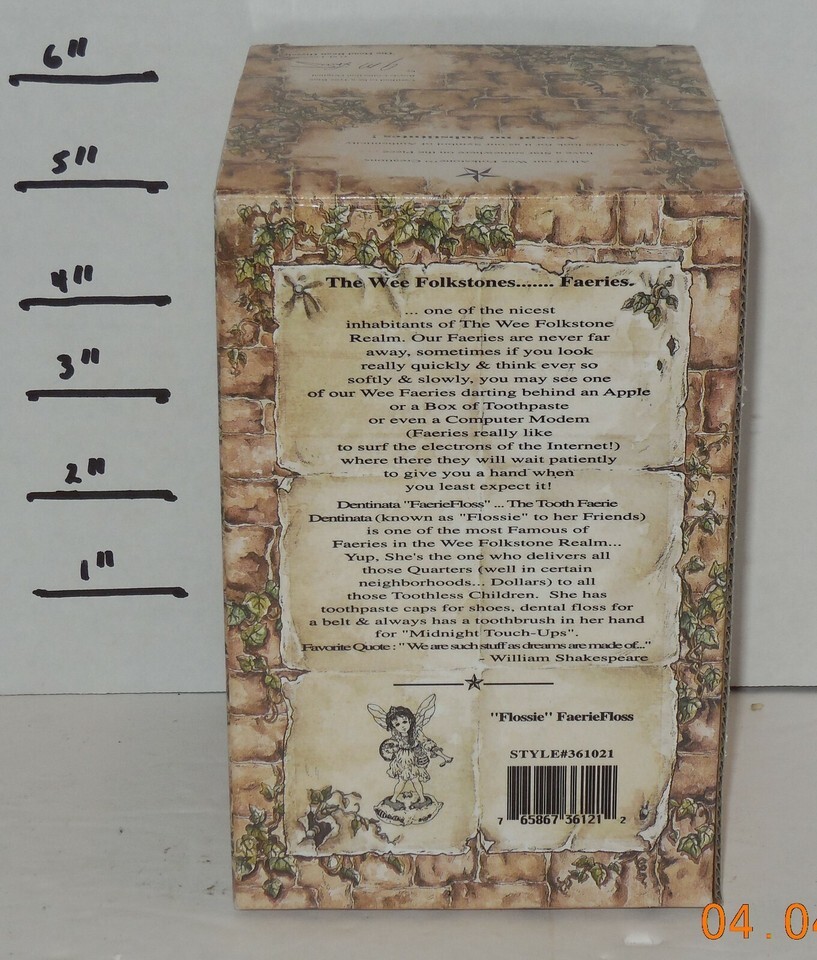 6"
5"
4"
3"
2"
1"
Accept no Substitutes !
The Wee Folkstones....... Faeries.
... one of the nicest
inhabitants of The Wee Folkstone
Realm. Our Faeries are never far
away, sometimes if you look
really quickly & think ever so
softly & slowly, you may see one
of our Wee Faeries darting behind an Apple
or a Box of Toothpaste
or even a Computer Modem
(Faeries really like
to surf the electrons of the Internet!)
where there they will wait patiently
to give you a hand when
you least expect it!
Dentinata "FaerieFloss" ... The Tooth Faerie
Dentinata (known as "Flossie" to her Friends)
is one of the most Famous of
Faeries in the Wee Folkstone Realm...
Yup, She's the one who delivers all
those Quarters (well in certain
neighborhoods... Dollars) to all
those Toothless Children. She has
toothpaste caps for shoes, dental floss for
a belt & always has a toothbrush in her hand
for "Midnight Touch-Ups".
Favorite Quote : "We are such stuff as dreams are made of..."
- William Shakespeare
"Flossie" FaerieFloss
STYLE#361021
7 65867 36121 2
04.04